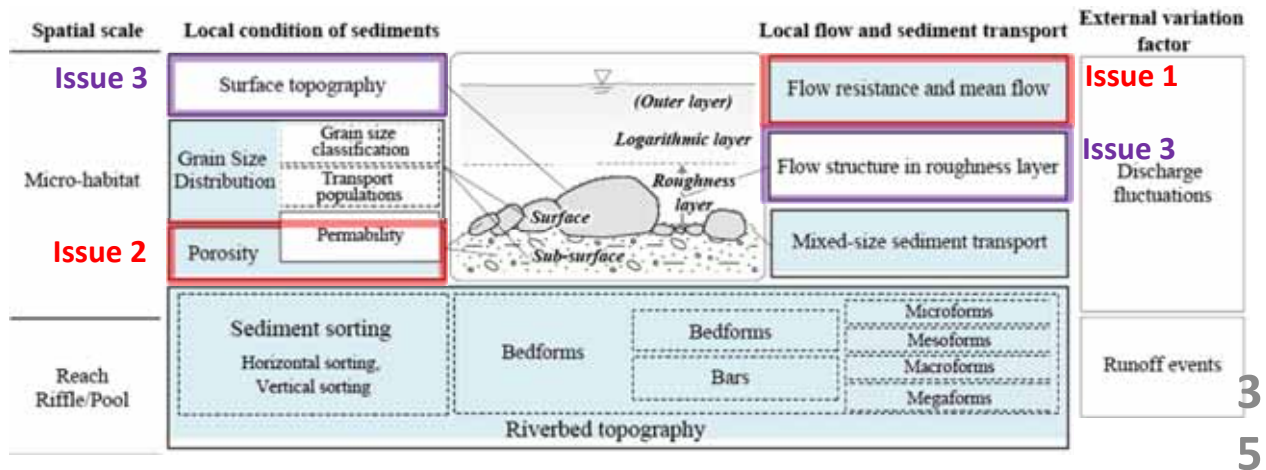 Spatial scale
Local condition of sediments
Local flow and sediment transport
External variation
factor
Issue 3
Surface topography
(Outer layer)
Flow resistance and mean flow
Issue 1
Micro-habitat
Grain Size
Distribution
Grain size
classification
Transport
populations
Logarithmic layer
Roughness
layer
Flow structure in roughness layer
Issue 3
Discharge
fluctuations
Issue 2
Porosity
Permability
Surface
Sub-surface
Mixed-size sediment transport
Reach
Riffle/Pool
Sediment sorting
Horizontal sorting,
Vertical sorting
Bedforms
Bedforms
Bars
Microforms
Mesoforms
Macroforms
Megaforms
Runoff events
Riverbed topography
3
5